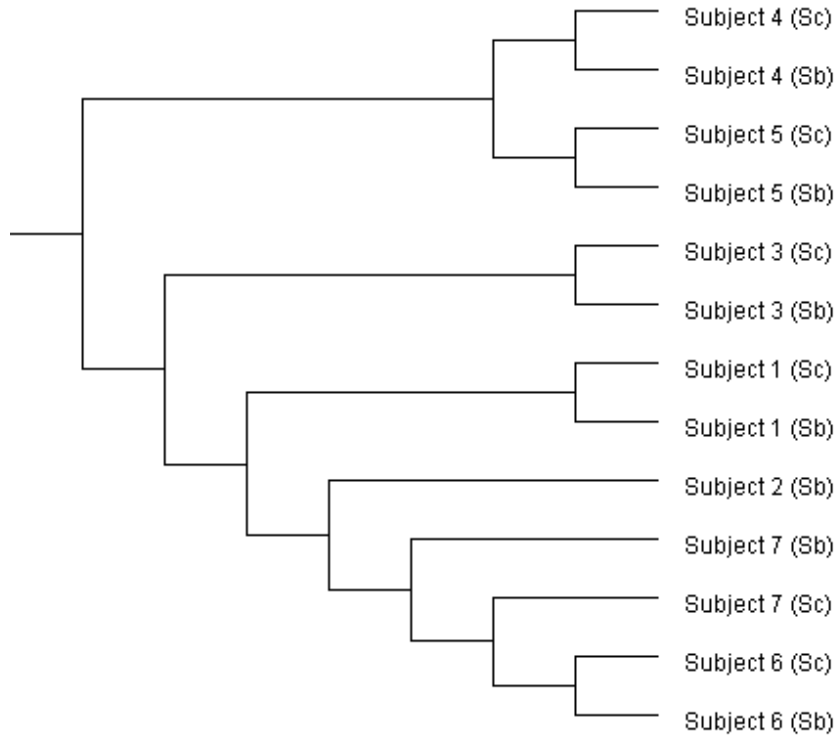 Subject 4 (Sc)
Subject 4 (Sb)
Subject 5 (Sc)
Subject 5 (Sb)
Subject 3 (Sc)
Subject 3 (Sb)
Subject 1 (Sc)
Subject 1 (Sb)
Subject 2 (Sb)
Subject 7 (Sb)
Subject 7 (Sc)
Subject 6 (Sc)
Subject 6 (Sb)